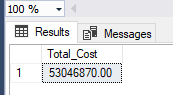 100 %
Results Messages
Total_Cost
1 53046870.00